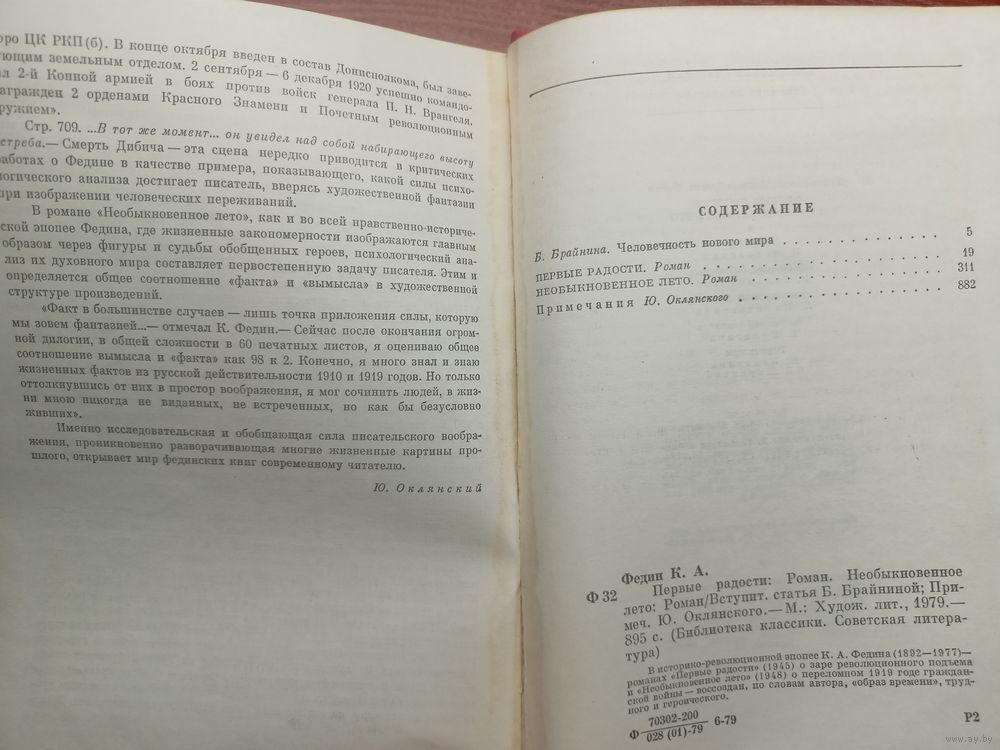 юро ЦК РКП(б). В конце октября введен в состав Донисполкома, был заве-
ующим земельным отделом. 2 сентября — 6 декабря 1920 успешно командо-
ал 2-й Конной армией в боях против войск генерала П. Н. Врангеля.
агражден 2 орденами Красного Знамени и Почетным революционным
ружием».
Стр. 709. ...В тот же момент... он увидел над собой набирающего высоту
стреба.— Смерть Дибича — эта сцена нередко приводится в критических
аботах о Федине в качестве примера, показывающего, какой силы психо-
огического анализа достигает писатель, вверясь художественной фантазии
при изображении человеческих переживаний.
В романе «Необыкновенное лето», как и во всей нравственно-историче-
ской эпопее Федина, где жизненные закономерности изображаются главным
образом через фигуры и судьбы обобщенных героев, психологический ана-
лиз их духовного мира составляет первостепенную задачу писателя. Этим и
определяется общее соотношение «факта» и «вымысла» в художественной
структуре произведений.
«Факт в большинстве случаев — лишь точка приложения силы, которую
мы зовем фантазией...— отмечал К. Федин.— Сейчас после окончания огром-
ной дилогии, в общей сложности в 60 печатных листов, я оцениваю общее
соотношение вымысла и «факта» как 98 к 2. Конечно, я много знал и знаю
жизненных фактов из русской действительности 1910 и 1919 годов. Но только
оттолкнувшись от них в простор воображения, я мог сочинить людей, в жиз-
ни мною никогда не виданных, не встреченных, но как бы безусловно
живших».
Именно исследовательская и обобщающая сила писательского вообра-
жения, проникновенно разворачивающая многие жизненные картины про-
шлого, открывает мир фединских книг современному читателю.
Ю. Оклянский
СОДЕРЖАНИЕ
Б. Брайнина. Человечность нового мира . . . . . . . . . . . . . 5
ПЕРВЫЕ РАДОСТИ. Роман . . . . . . . . . . . . . . . . . . 19
НЕОБЫКНОВЕННОЕ ЛЕТО. Роман . . . . . . . . . . . . . . . 311
Примечания Ю. Оклянского . . . . . . . . . . . . . . . . 882
Федин К. А.
Ф 32 Первые радости: Роман. Необыкновенное
лето: Роман/Вступит. статья Б. Брайниной; При-
меч. Ю. Оклянского.— М.: Худож. лит., 1979.—
895 с. (Библиотека классики. Советская литера-
тура)
В историко-революционной эпопее К. А. Федина (1892—1977)—
романах «Первые радости» (1945) о заре революционного подъема
и «Необыкновенное лето» (1948) о переломном 1919 годе граждан-
ской войны — воссоздан, по словам автора, «образ времени», труд-
ного и героического.
Ф 70302-200
028 (01)-79 6-79
Р2
www.ay.by